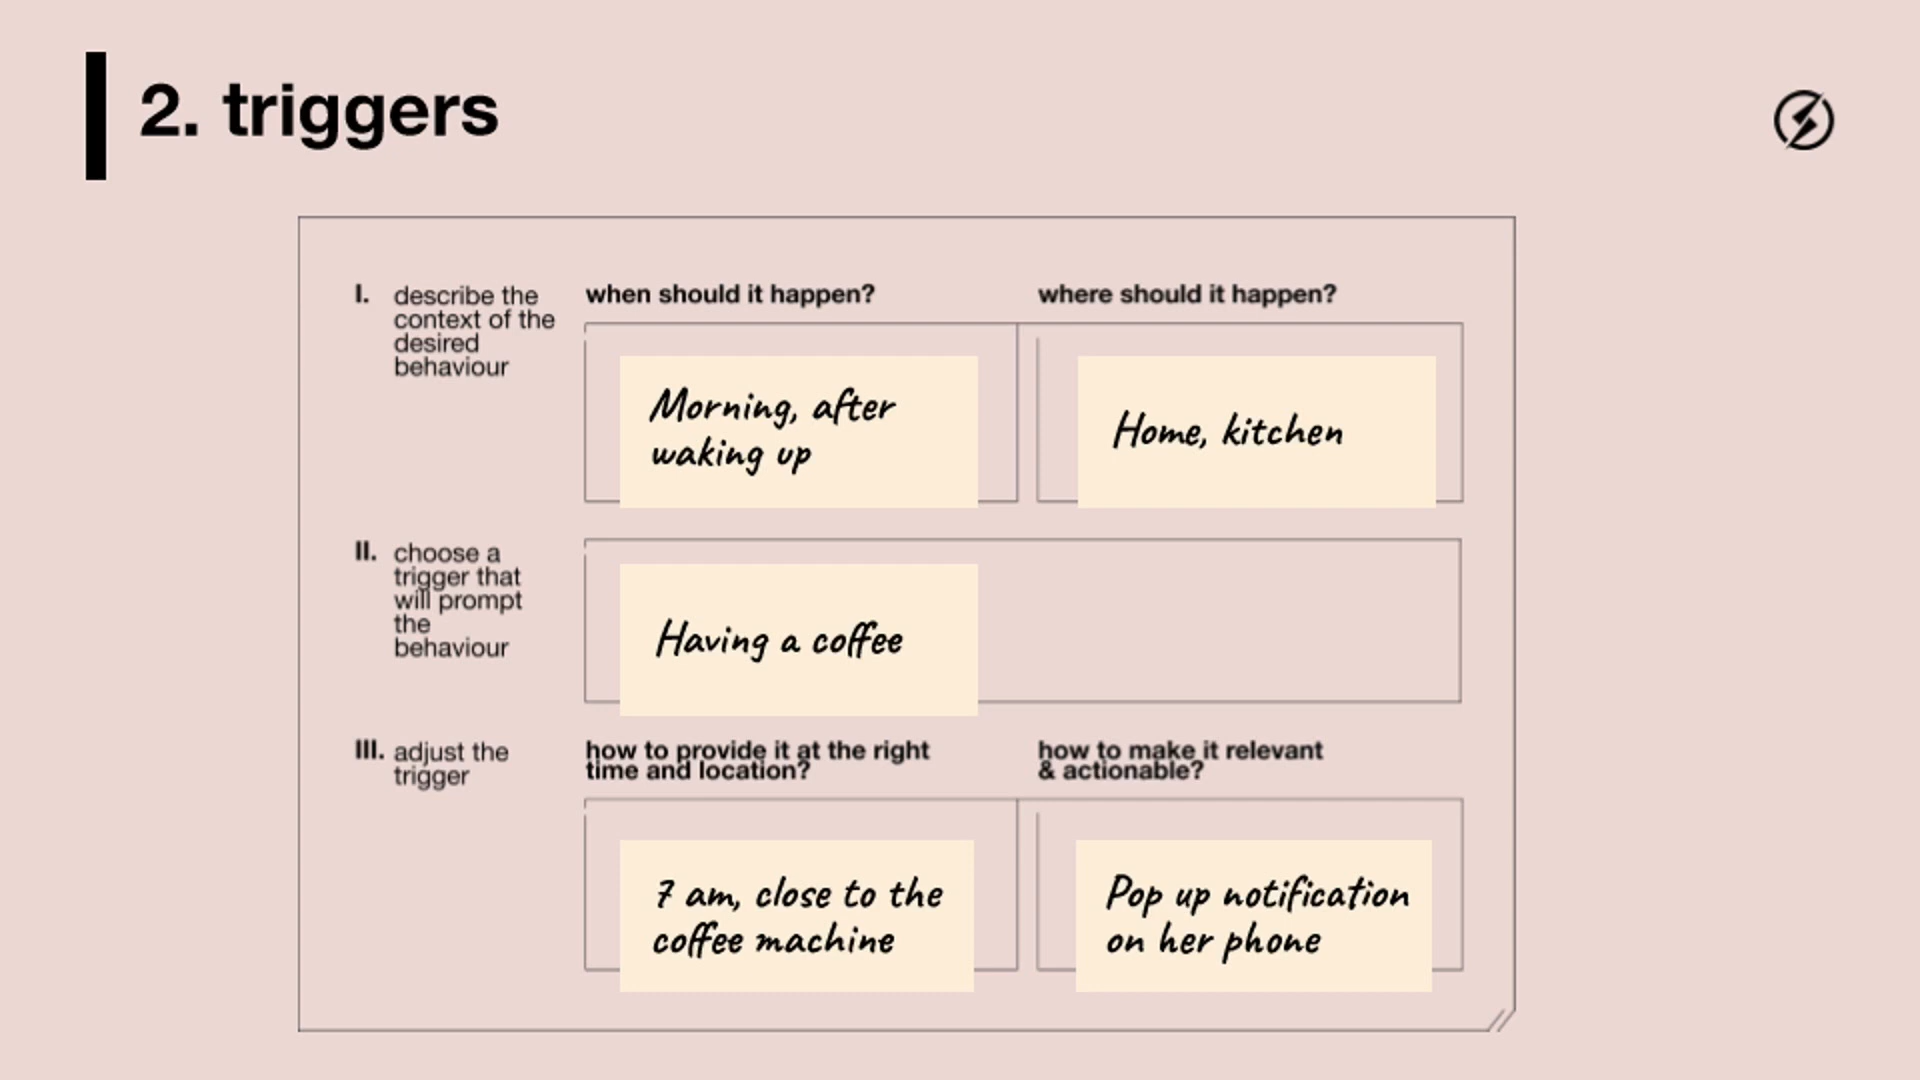 2. triggers
I. describe the
context of the
desired
behaviour
when should it happen?
Morning, after
waking up
where should it happen?
Home, kitchen
II. choose a
trigger that
will prompt
the
behaviour
Having a coffee
III. adjust the
trigger
how to provide it at the right
time and location?
7 am, close to the
coffee machine
how to make it relevant
& actionable?
Pop up notification
on her phone